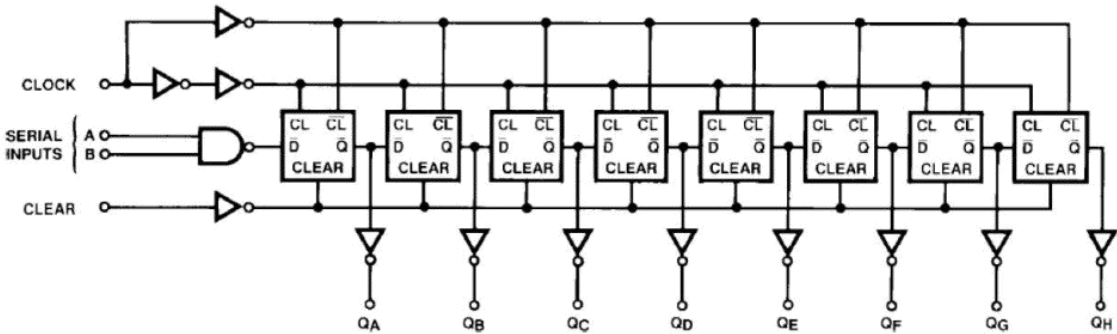 CLOCK
SERIAL INPUTS { A B
CL C̅L̅ CL C̅L̅ CL C̅L̅ CL C̅L̅ CL C̅L̅ CL C̅L̅ CL C̅L̅ CL C̅L̅
D̅ Q̅ D̅ Q̅ D̅ Q̅ D̅ Q̅ D̅ Q̅ D̅ Q̅ D̅ Q̅ D̅ Q̅
CLEAR CLEAR CLEAR CLEAR CLEAR CLEAR CLEAR CLEAR
CLEAR
QA QB QC QD QE QF QG QH